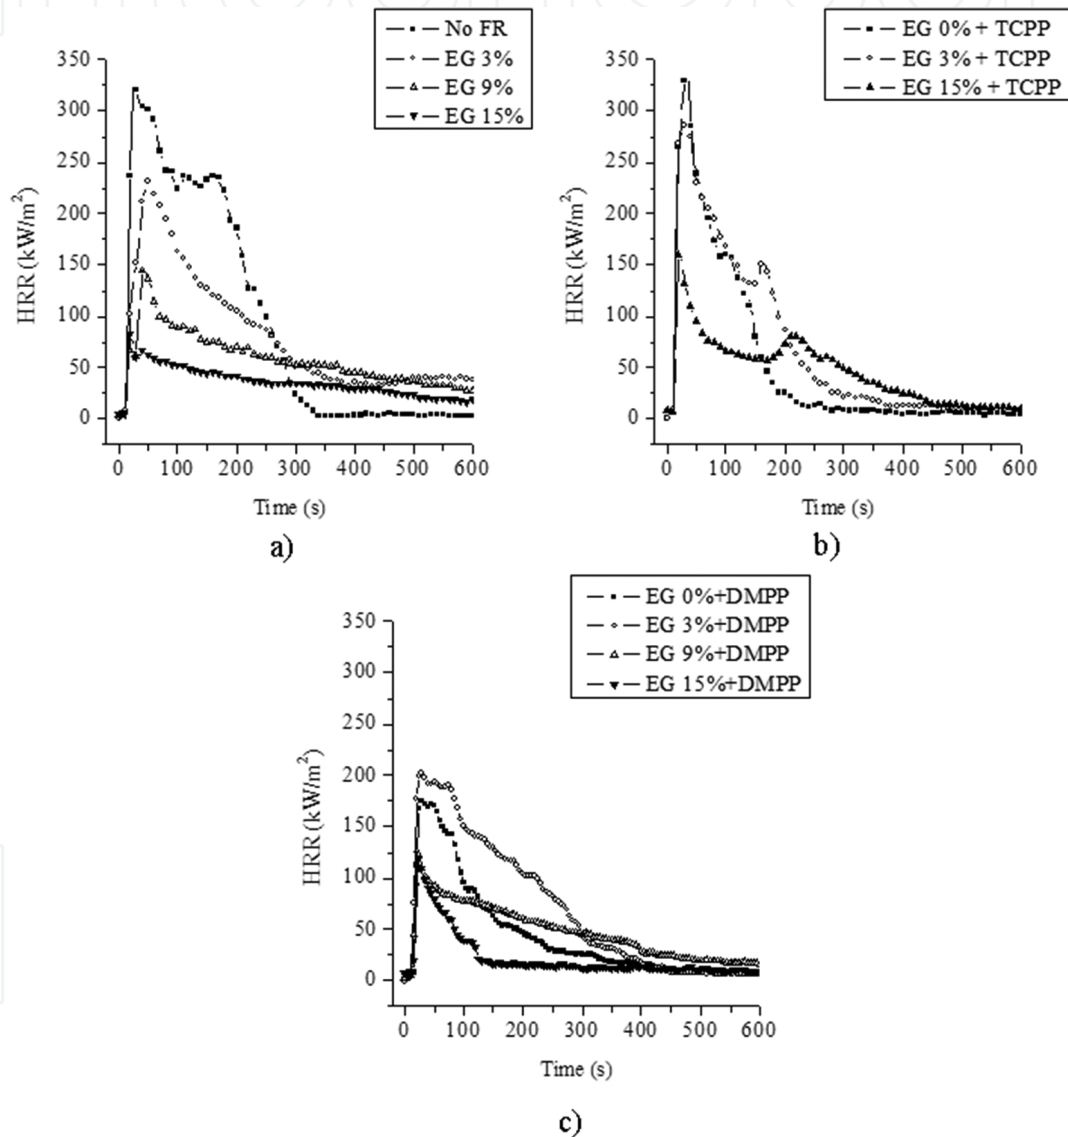 No FR
EG 3%
EG 9%
EG 15%
350
300
250
200
150
100
50
0
HRR (kW/m²)
0 100 200 300 400 500 600
Time (s)
a)
EG 0% + TCPP
EG 3% + TCPP
EG 15% + TCPP
350
300
250
200
150
100
50
0
HRR (kW/m²)
0 100 200 300 400 500 600
Time (s)
b)
EG 0%+DMPP
EG 3%+DMPP
EG 9%+DMPP
EG 15%+DMPP
350
300
250
200
150
100
50
0
HRR (kW/m²)
0 100 200 300 400 500 600
Time (s)
c)